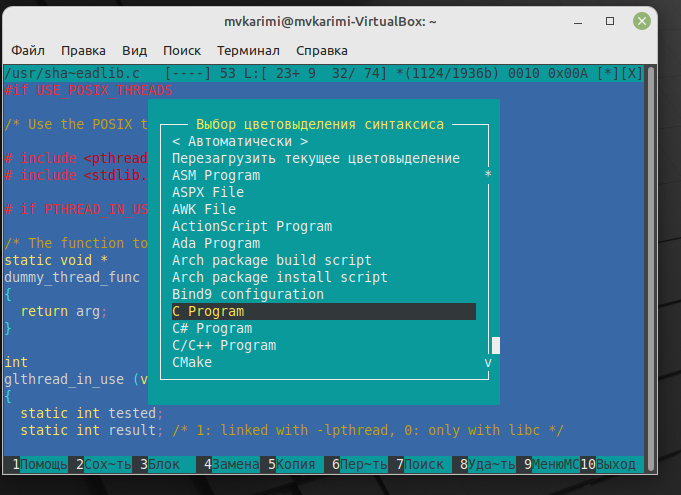 mvkarimi@mvkarimi-VirtualBox: ~
Файл Правка Вид Поиск Терминал Справка
/usr/sha~eadlib.c [----] 53 L:[ 23+ 9 32/ 74] *(1124/1936b) 0010 0x00A [*][X]
#if USE_POSIX_THREADS
/* Use the POSIX t
# include <pthread
# include <stdlib.
# if PTHREAD_IN_US
/* The function to
static void *
dummy_thread_func
{
return arg;
}
int
glthread_in_use (v
{
static int tested;
static int result; /* 1: linked with -lpthread, 0: only with libc */
Выбор цветовыделения синтаксиса
< Автоматически >
Перезагрузить текущее цветовыделение
ASM Program
ASPX File
AWK File
ActionScript Program
Ada Program
Arch package build script
Arch package install script
Bind9 configuration
C Program
C# Program
C/C++ Program
CMake
1Помощь 2Сох~ть 3Блок 4Замена 5Копия 6Пер~ть 7Поиск 8Уда~ть 9МенюMC 10Выход